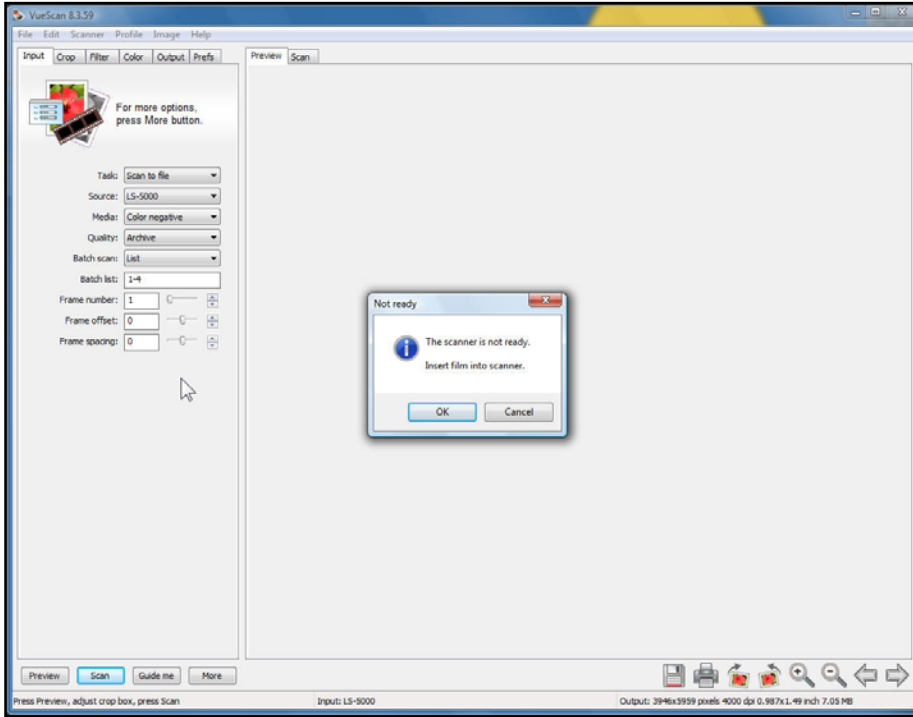 VueScan 8.3.59
File Edit Scanner Profile Image Help
Input Crop Filter Color Output Prefs
Preview Scan
For more options,
press More button.
Task: Scan to file
Source: LS-5000
Media: Color negative
Quality: Archive
Batch scan: List
Batch list: 1-4
Frame number: 1
Frame offset: 0
Frame spacing: 0
Not ready
The scanner is not ready.
Insert film into scanner.
OK Cancel
Preview Scan Guide me More
Press Preview, adjust crop box, press Scan Input: LS-5000 Output: 3946x5959 pixels 4000 dpi 0.987x1.49 inch 7.05 MB